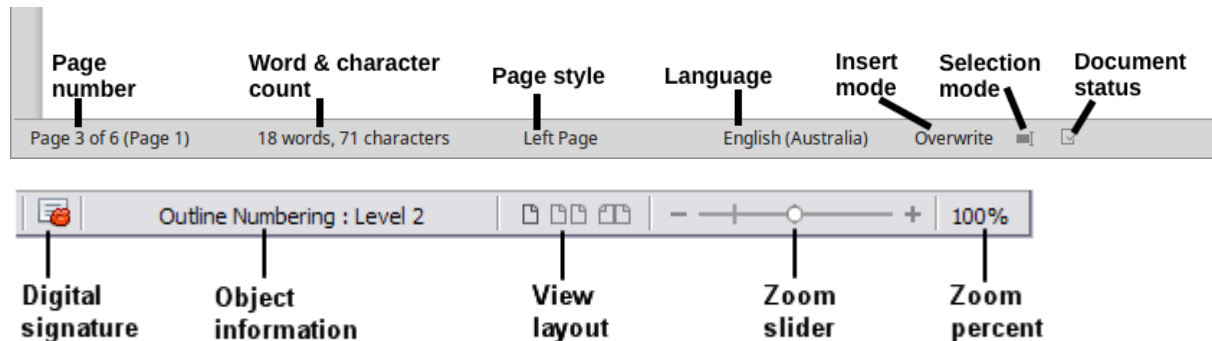 Page number
Word & character count
Page style
Language
Insert mode
Selection mode
Document status
Page 3 of 6 (Page 1)
18 words, 71 characters
Left Page
English (Australia)
Overwrite
Outline Numbering : Level 2
100%
Digital signature
Object information
View layout
Zoom slider
Zoom percent